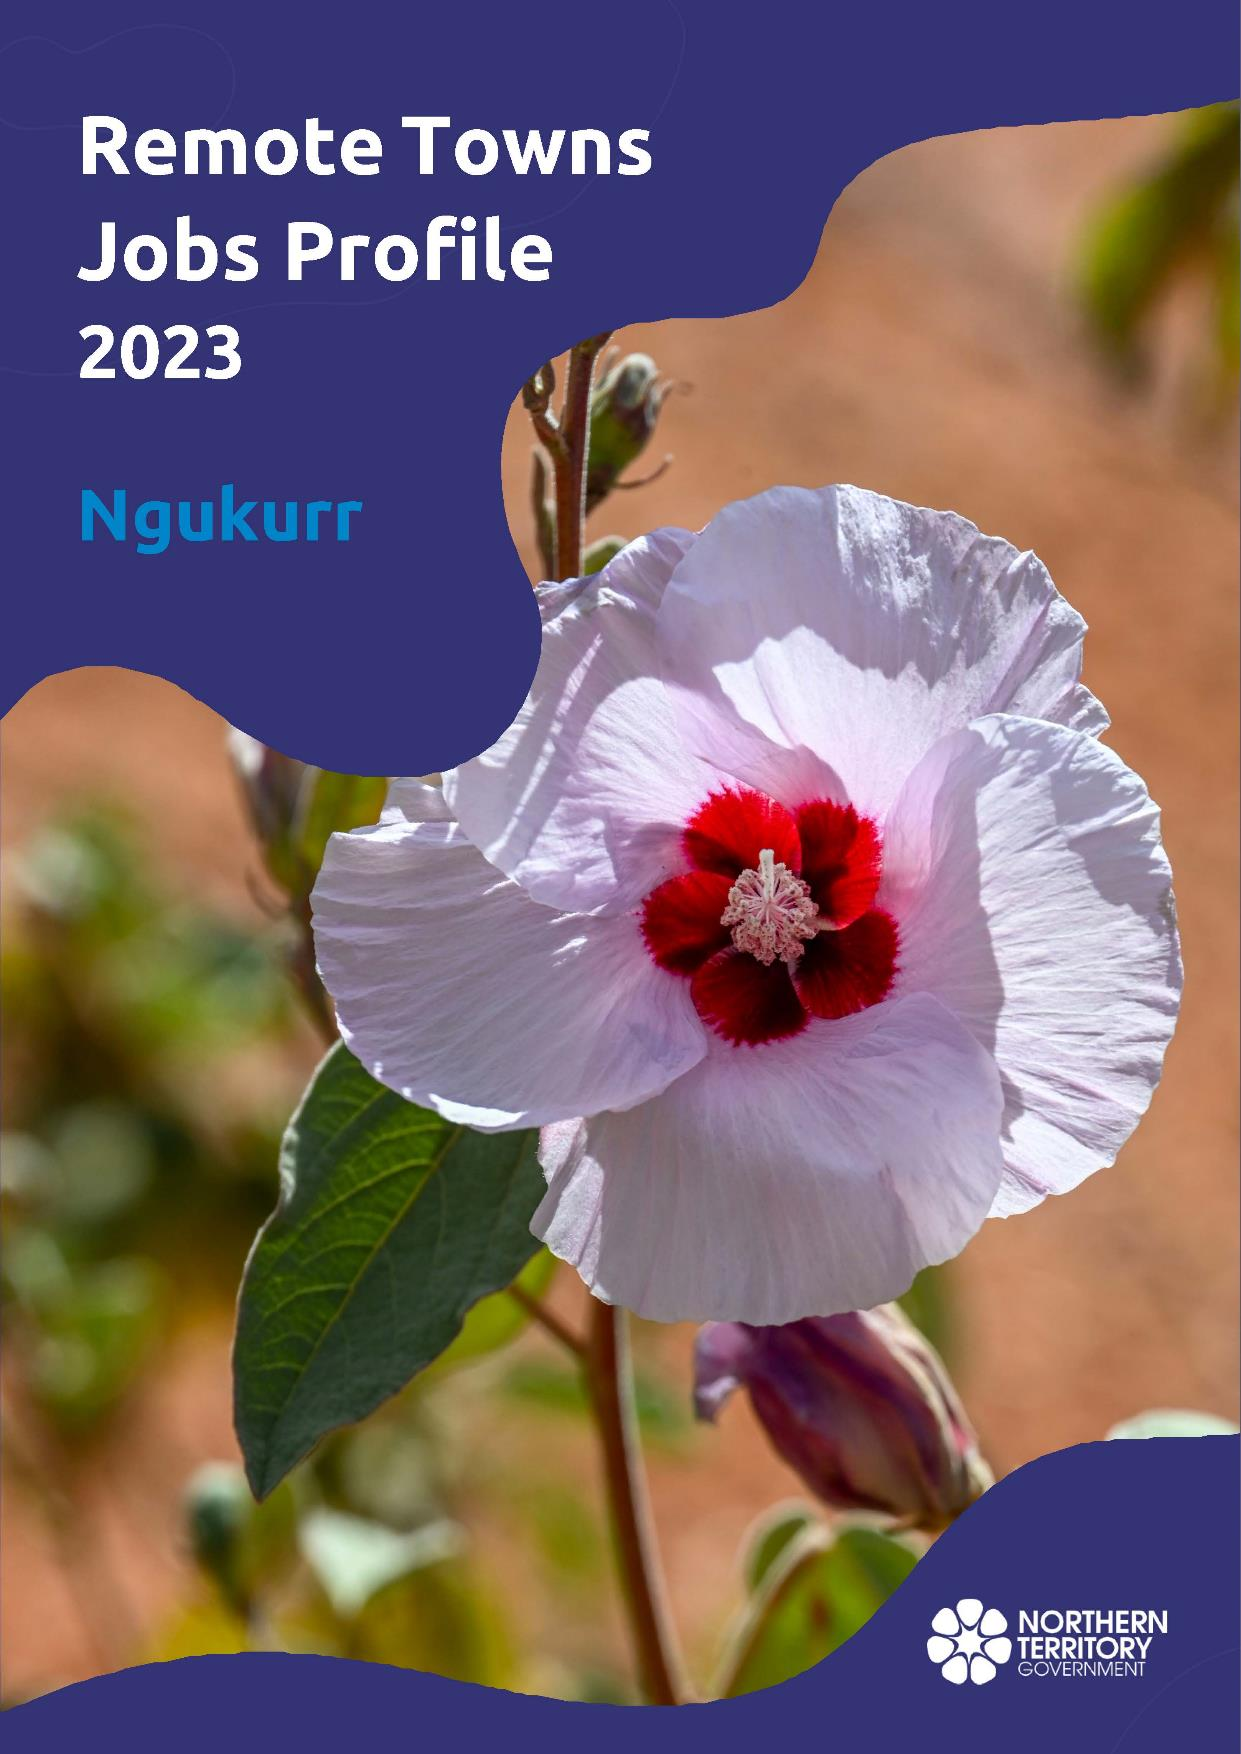 Remote Towns
Jobs Profile
2023
Ngukurr
NORTHERN
TERRITORY
GOVERNMENT